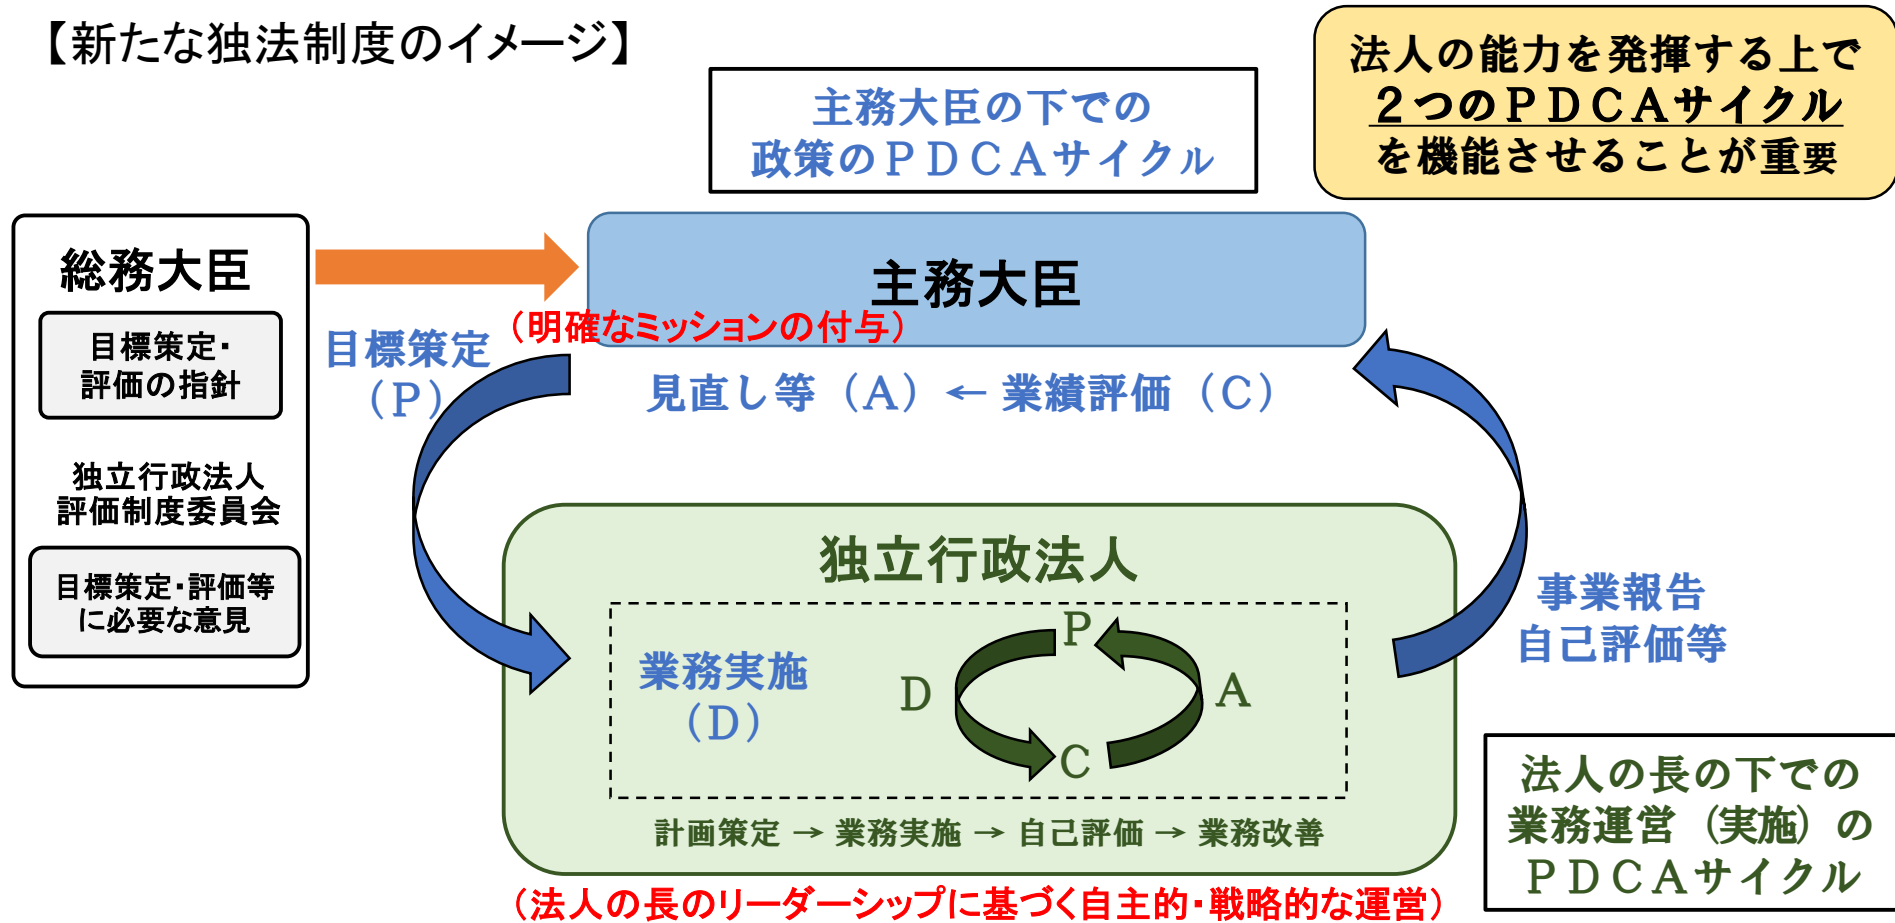 【新たな独法制度のイメージ】
法人の能力を発揮する上で
２つのＰＤＣＡサイクル
を機能させることが重要
主務大臣の下での
政策のＰＤＣＡサイクル
総務大臣
目標策定・
評価の指針
独立行政法人
評価制度委員会
目標策定・評価等
に必要な意見
主務大臣
（明確なミッションの付与）
目標策定
（Ｐ）
見直し等（Ａ）← 業績評価（Ｃ）
独立行政法人
業務実施
（Ｄ）
Ｐ
Ｄ
Ａ
Ｃ
計画策定 → 業務実施 → 自己評価 → 業務改善
（法人の長のリーダーシップに基づく自主的・戦略的な運営）
事業報告
自己評価等
法人の長の下での
業務運営（実施）の
ＰＤＣＡサイクル